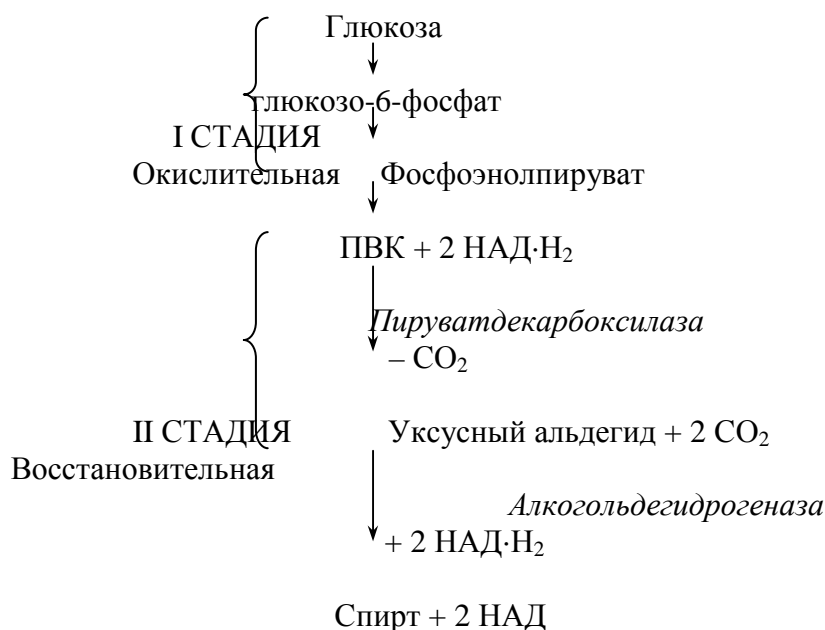 Глюкоза
глюкозо-6-фосфат
I СТАДИЯ
Окислительная Фосфоэнолпируват
ПВК + 2 НАД·Н₂
Пируватдекарбоксилаза
– СО₂
II СТАДИЯ Уксусный альдегид + 2 СО₂
Восстановительная
Алкогольдегидрогеназа
+ 2 НАД·Н₂
Спирт + 2 НАД